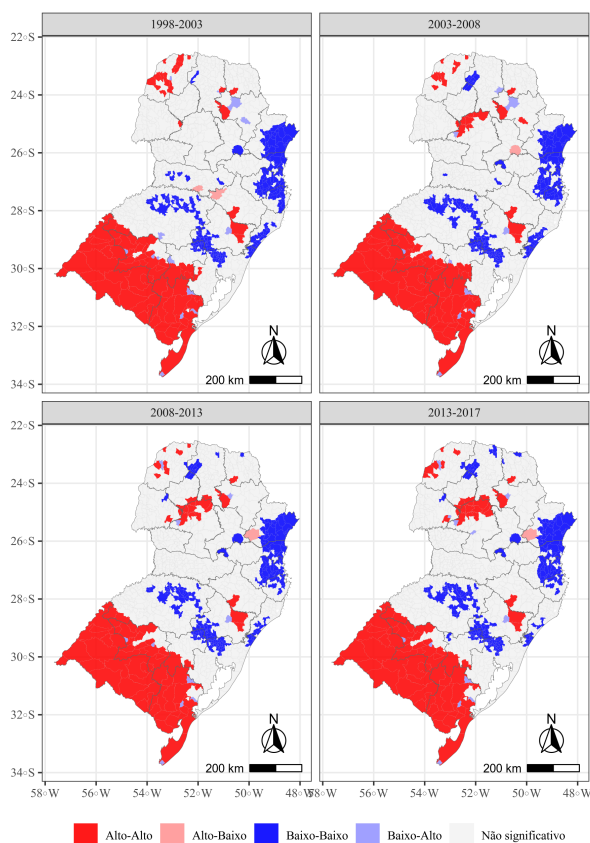 1998-2003
2003-2008
22°S
24°S
26°S
28°S
30°S
32°S
34°S
N
200 km
N
200 km
2008-2013
2013-2017
22°S
24°S
26°S
28°S
30°S
32°S
34°S
N
200 km
N
200 km
58°W 56°W 54°W 52°W 50°W 48°W 58°W 56°W 54°W 52°W 50°W 48°W
Alto-Alto Alto-Baixo Baixo-Baixo Baixo-Alto Não significativo